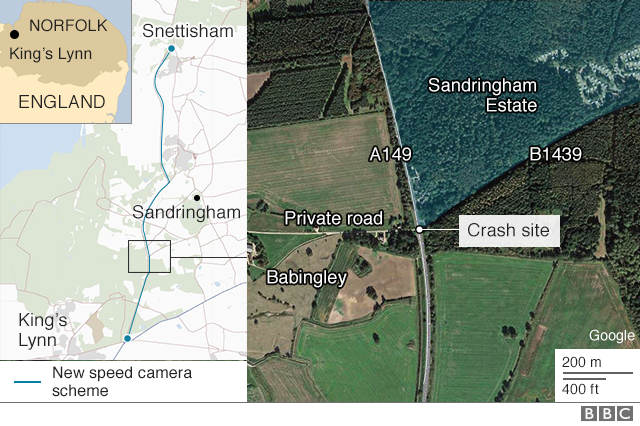 NORFOLK
King's Lynn
ENGLAND
Snettisham
Sandringham
King's
Lynn
New speed camera
scheme
Sandringham
Estate
A149
B1439
Private road
Crash site
Babingley
Google
200 m
400 ft
BBC